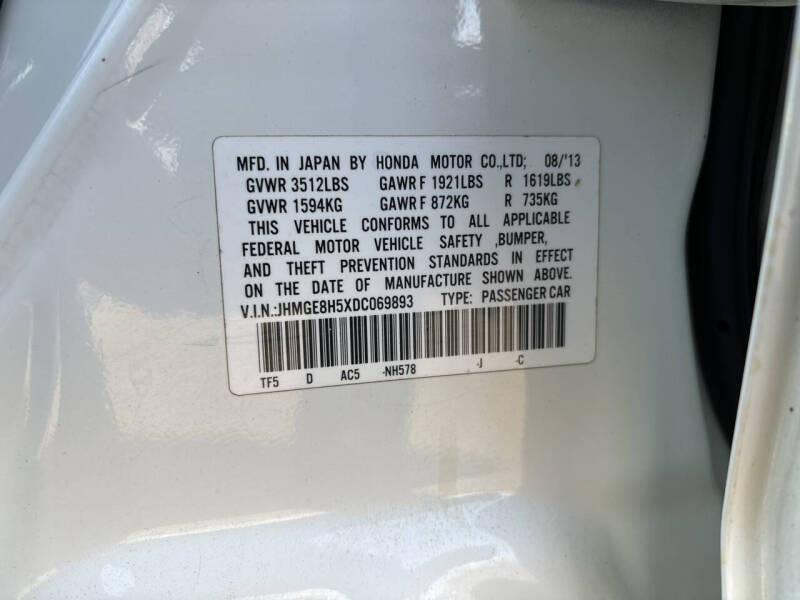 MFD. IN JAPAN BY HONDA MOTOR CO.,LTD; 08/'13
GVWR 3512LBS GAWR F 1921LBS R 1619LBS
GVWR 1594KG GAWR F 872KG R 735KG
THIS VEHICLE CONFORMS TO ALL APPLICABLE
FEDERAL MOTOR VEHICLE SAFETY ,BUMPER,
AND THEFT PREVENTION STANDARDS IN EFFECT
ON THE DATE OF MANUFACTURE SHOWN ABOVE.
V.I.N.:JHMGE8H5XDC069893 TYPE: PASSENGER CAR
TF5 D AC5 -NH578 -J -C